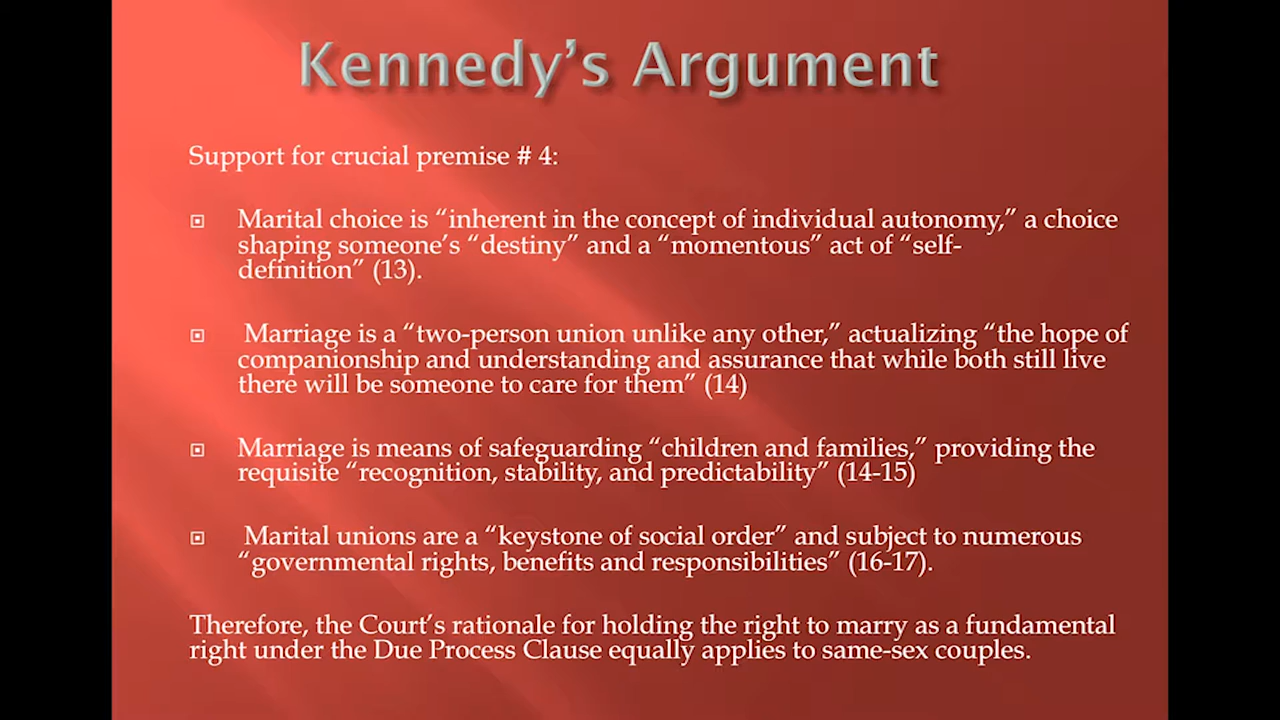 Kennedy’s Argument
Support for crucial premise # 4:
Marital choice is “inherent in the concept of individual autonomy,” a choice
shaping someone’s “destiny” and a “momentous” act of “self-
definition” (13).
Marriage is a “two-person union unlike any other,” actualizing “the hope of
companionship and understanding and assurance that while both still live
there will be someone to care for them” (14)
Marriage is means of safeguarding “children and families,” providing the
requisite “recognition, stability, and predictability” (14-15)
Marital unions are a “keystone of social order” and subject to numerous
“governmental rights, benefits and responsibilities” (16-17).
Therefore, the Court’s rationale for holding the right to marry as a fundamental
right under the Due Process Clause equally applies to same-sex couples.